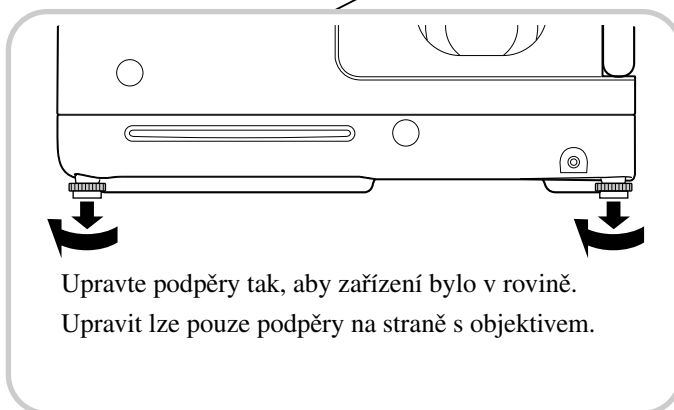 Upravte podpěry tak, aby zařízení bylo v rovině.
Upravit lze pouze podpěry na straně s objektivem.